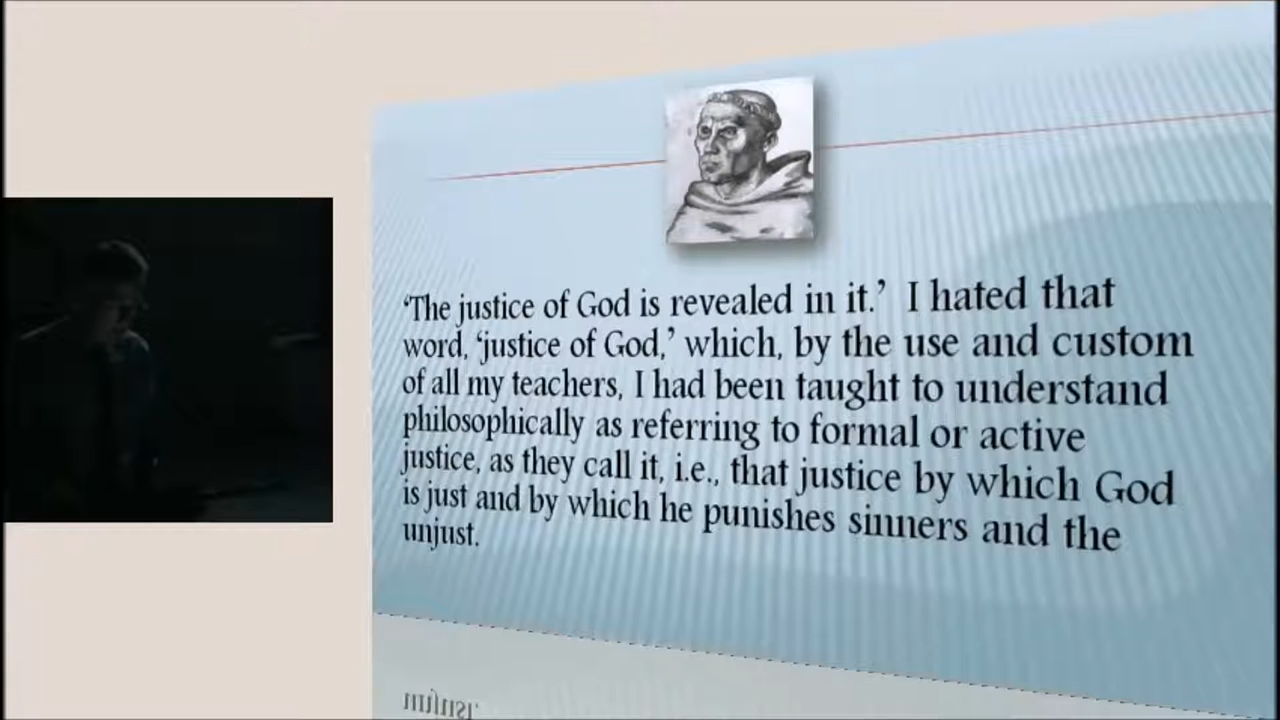 ‘The justice of God is revealed in it.’ I hated that
word, ‘justice of God,’ which, by the use and custom
of all my teachers, I had been taught to understand
philosophically as referring to formal or active
justice, as they call it, i.e., that justice by which God
is just and by which he punishes sinners and the
unjust.